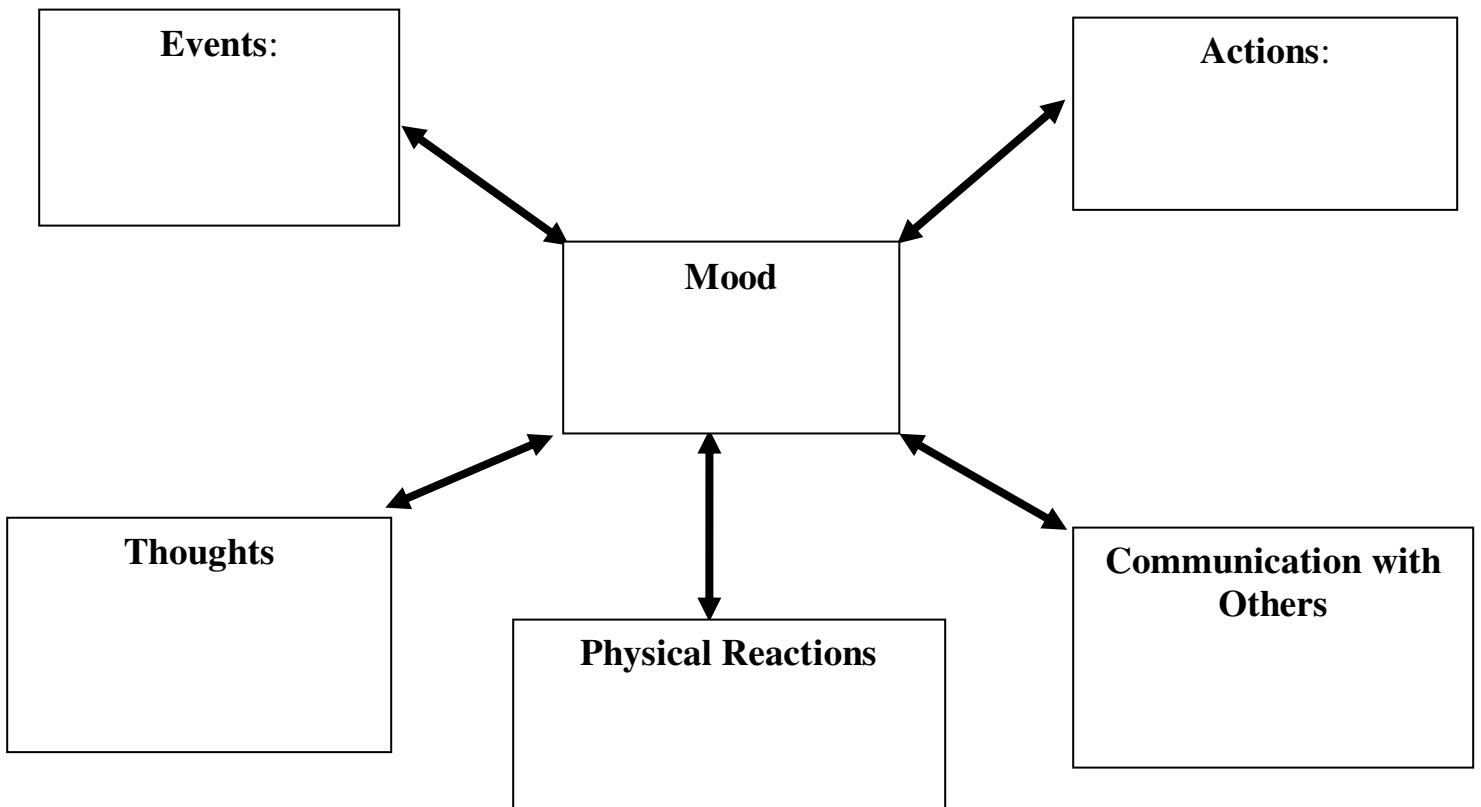 Events:
Actions:
Mood
Thoughts
Communication with
Others
Physical Reactions